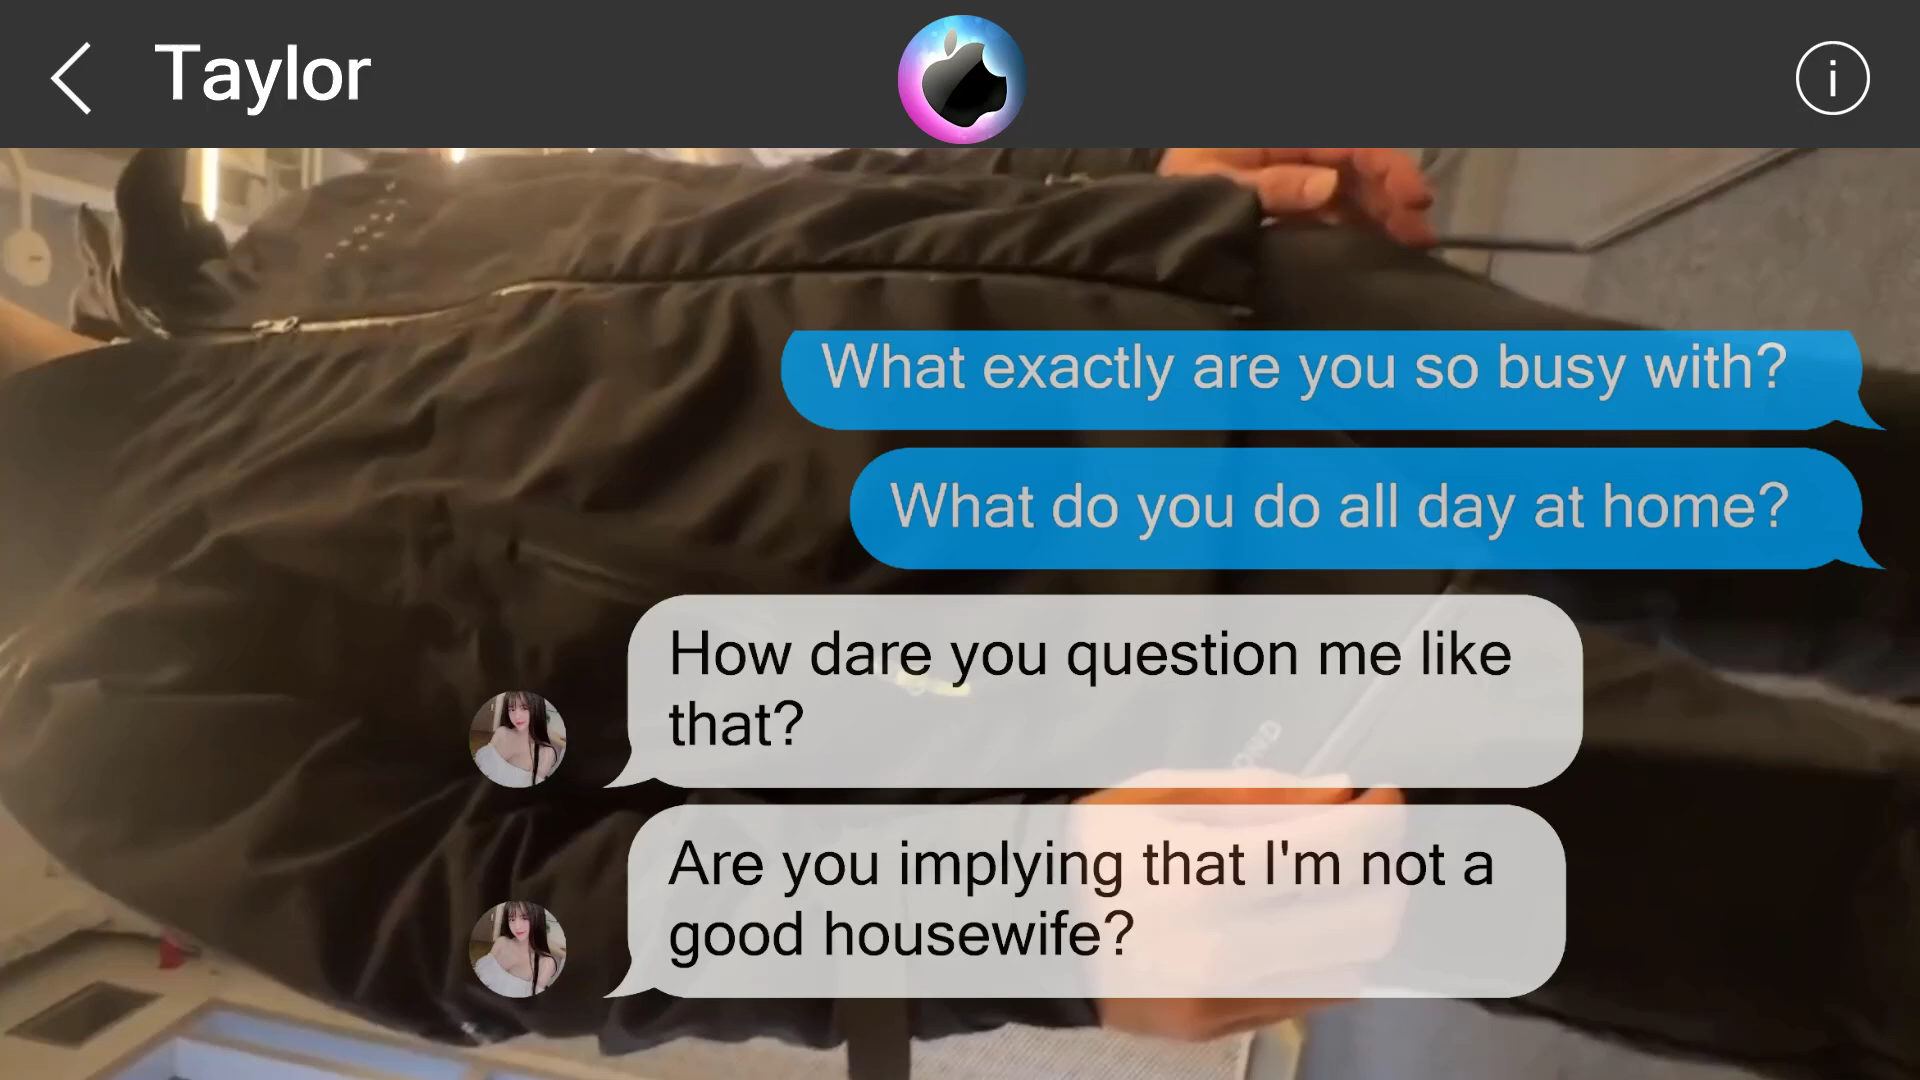 Taylor
What exactly are you so busy with?
What do you do all day at home?
How dare you question me like
that?
Are you implying that I'm not a
good housewife?